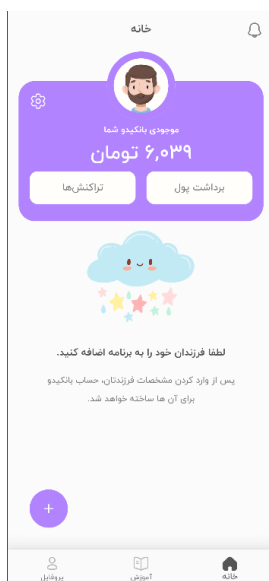 خانه
موجودی بانکیدو شما
۶,۰۳۹ تومان
برداشت پول
تراکنش‌ها
لطفا فرزندان خود را به برنامه اضافه کنید.
پس از وارد کردن مشخصات فرزندتان، حساب بانکیدو
برای آن ها ساخته خواهد شد.
+
خانه
آموزش
پروفایل